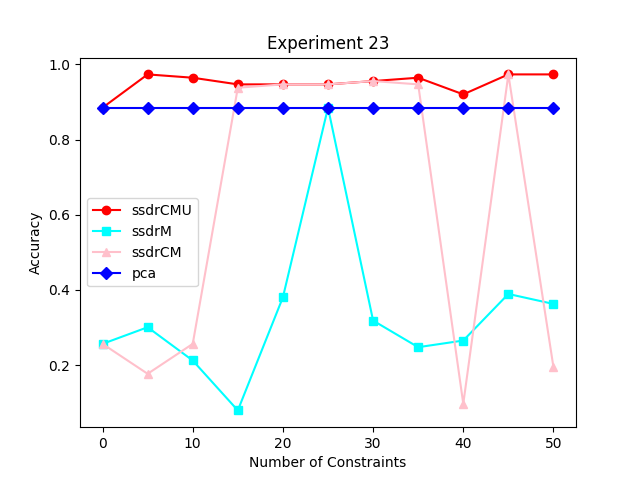 Experiment 23
1.0
0.8
0.6
0.4
0.2
Accuracy
ssdrCMU
ssdrM
ssdrCM
pca
0 10 20 30 40 50
Number of Constraints